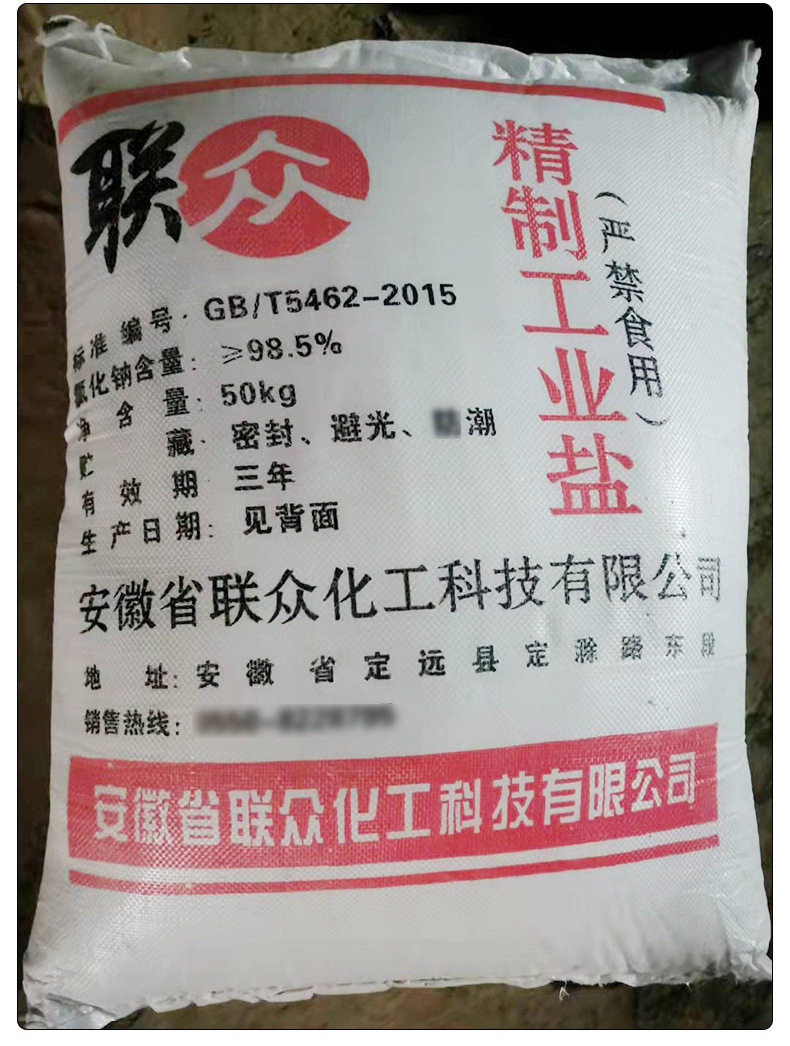 联众
精制工业盐
(严禁食用)
标准编号:GB/T5462-2015
氯化钠含量:≥98.5%
净含量:50kg
贮藏:密封、避光、潮
有效期:三年
生产日期:见背面
安徽省联众化工科技有限公司
地址:安徽省定远县定滁路东段
销售热线:
安徽省联众化工科技有限公司